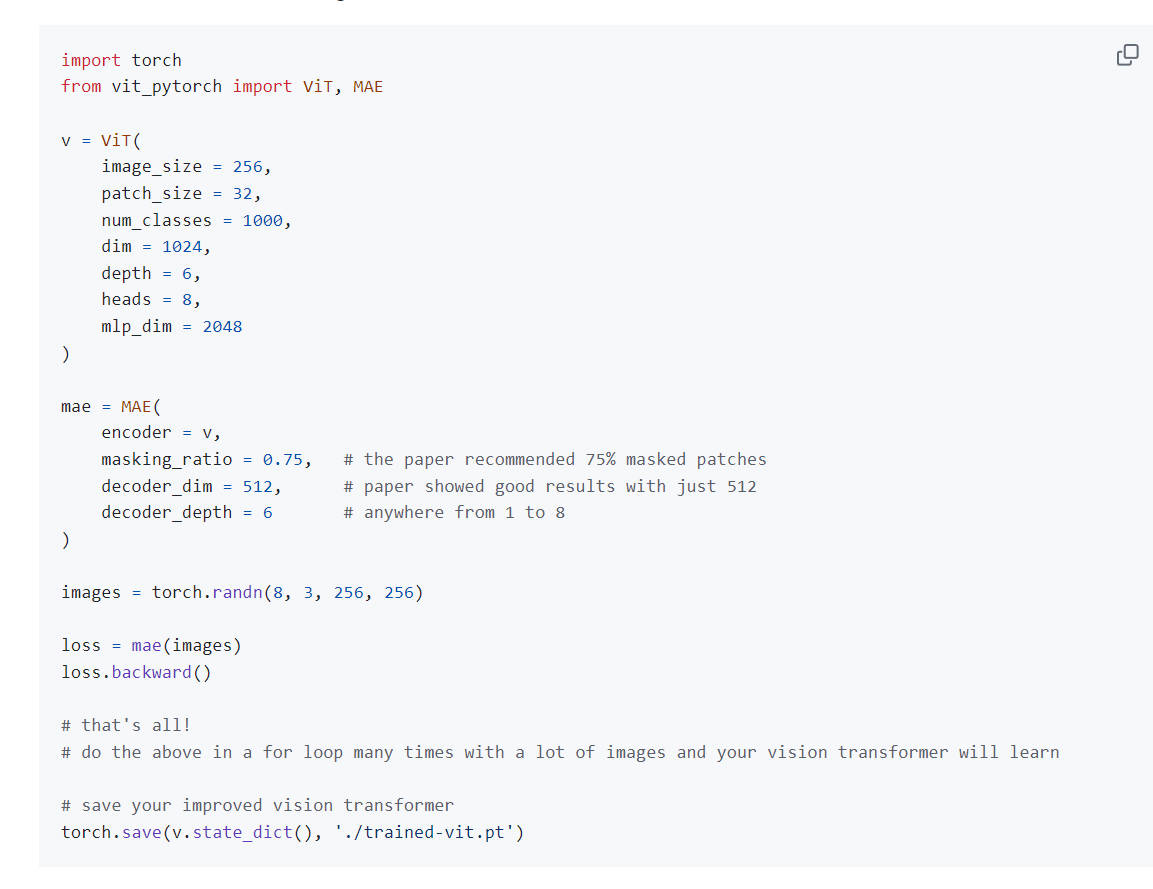 import torch
from vit_pytorch import ViT, MAE
v = ViT(
    image_size = 256,
    patch_size = 32,
    num_classes = 1000,
    dim = 1024,
    depth = 6,
    heads = 8,
    mlp_dim = 2048
)
mae = MAE(
    encoder = v,
    masking_ratio = 0.75,   # the paper recommended 75% masked patches
    decoder_dim = 512,      # paper showed good results with just 512
    decoder_depth = 6       # anywhere from 1 to 8
)
images = torch.randn(8, 3, 256, 256)
loss = mae(images)
loss.backward()
# that's all!
# do the above in a for loop many times with a lot of images and your vision transformer will learn
# save your improved vision transformer
torch.save(v.state_dict(), './trained-vit.pt')